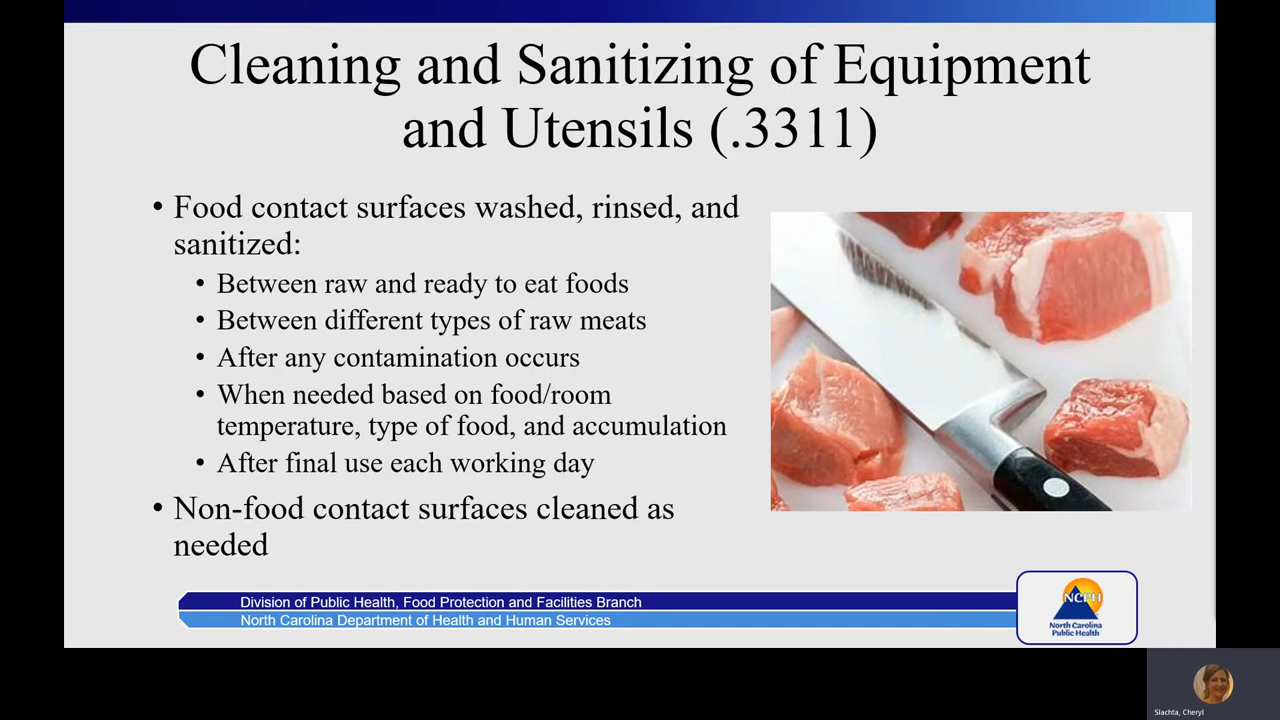 Cleaning and Sanitizing of Equipment
and Utensils (.3311)
• Food contact surfaces washed, rinsed, and
sanitized:
• Between raw and ready to eat foods
• Between different types of raw meats
• After any contamination occurs
• When needed based on food/room
temperature, type of food, and accumulation
• After final use each working day
• Non-food contact surfaces cleaned as
needed
Division of Public Health, Food Protection and Facilities Branch
North Carolina Department of Health and Human Services
NCPH
North Carolina
Public Health
Slachta, Cheryl